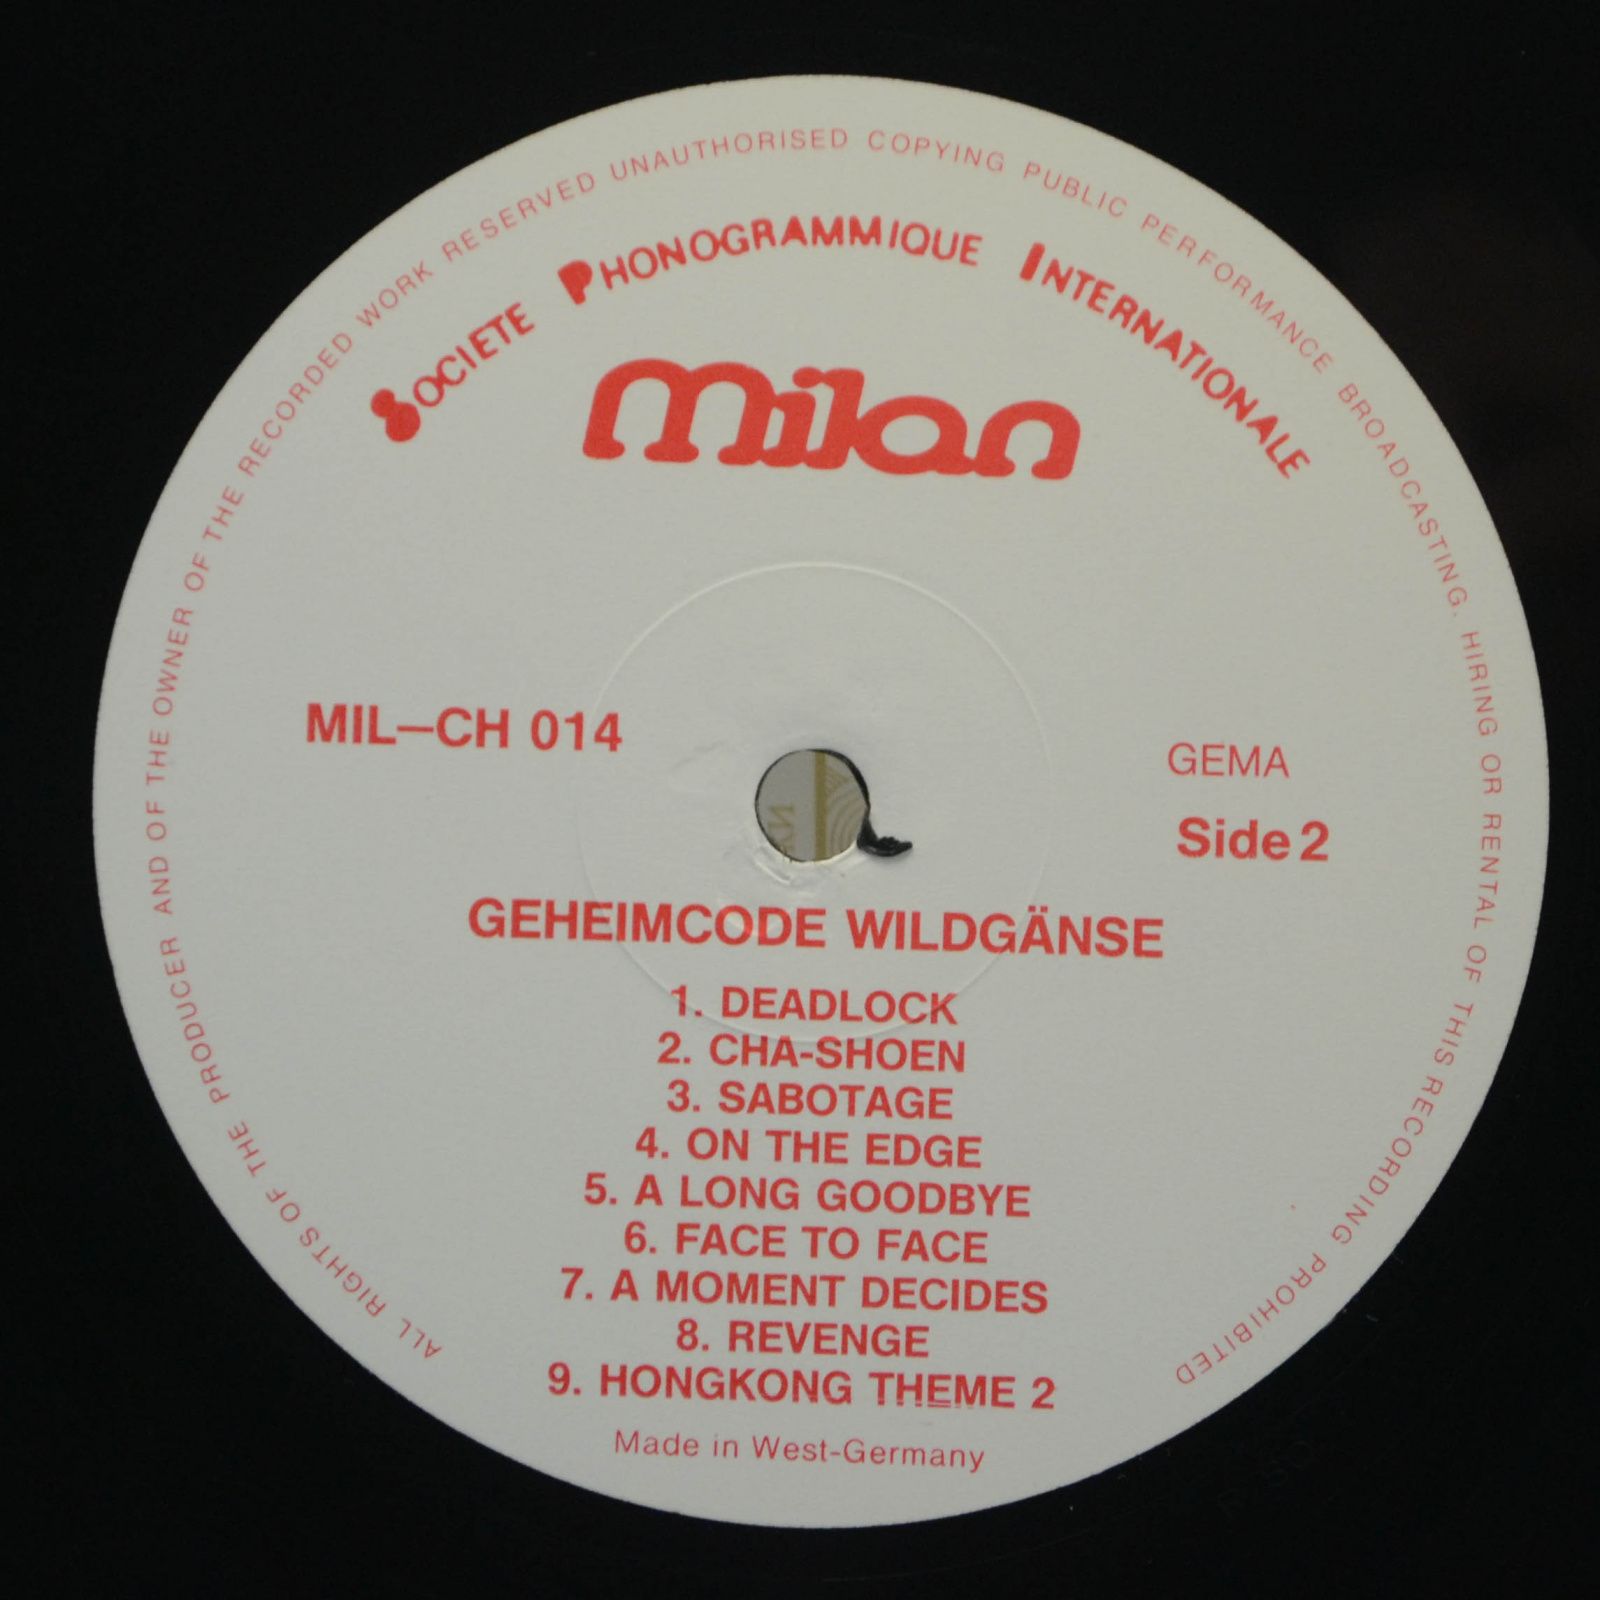 ALL RIGHTS OF THE PRODUCER AND OF THE OWNER OF THE RECORDED WORK RESERVED UNAUTHORISED COPYING PUBLIC PERFORMANCE BROADCASTING. HIRING OR RENTAL OF THIS RECORDING PROHIBITED
SOCIETE PHONOGRAMMIQUE INTERNATIONALE
milan
MIL—CH 014
GEMA
Side 2
GEHEIMCODE WILDGÄNSE
1. DEADLOCK
2. CHA-SHOEN
3. SABOTAGE
4. ON THE EDGE
5. A LONG GOODBYE
6. FACE TO FACE
7. A MOMENT DECIDES
8. REVENGE
9. HONGKONG THEME 2
Made in West-Germany